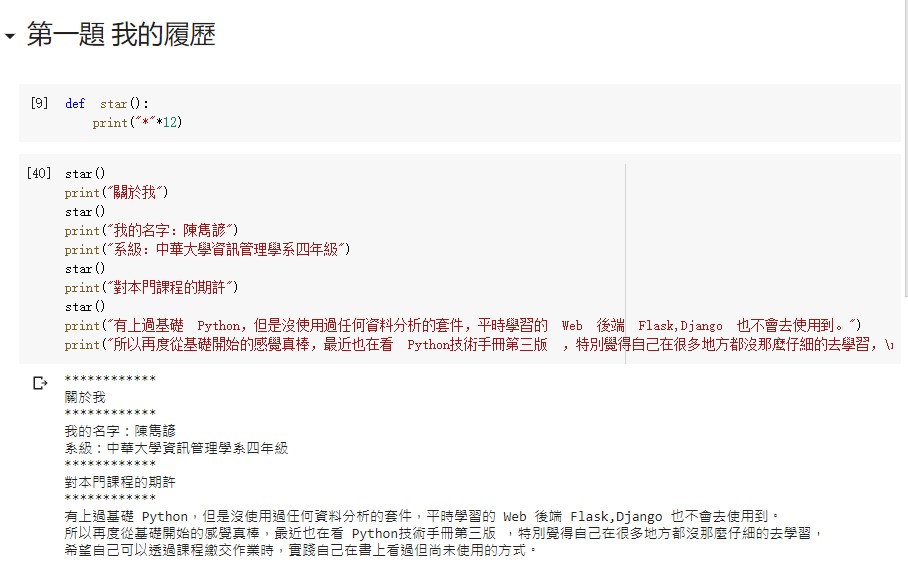 第一題 我的履歷
[9] def star():
print("*"*12)
[40] star()
print("關於我")
star()
print("我的名字：陳雋諺")
print("系級：中華大學資訊管理學系四年級")
star()
print("對本門課程的期許")
star()
print("有上過基礎 Python，但是沒使用過任何資料分析的套件，平時學習的 Web 後端 Flask,Django 也不會去使用到。")
print("所以再度從基礎開始的感覺真棒，最近也在看 Python技術手冊第三版 ，特別覺得自己在很多地方都沒那麼仔細的去學習，\
************
關於我
************
我的名字：陳雋諺
系級：中華大學資訊管理學系四年級
************
對本門課程的期許
************
有上過基礎 Python，但是沒使用過任何資料分析的套件，平時學習的 Web 後端 Flask,Django 也不會去使用到。
所以再度從基礎開始的感覺真棒，最近也在看 Python技術手冊第三版 ，特別覺得自己在很多地方都沒那麼仔細的去學習，
希望自己可以透過課程繳交作業時，實踐自己在書上看過但尚未使用的方式。